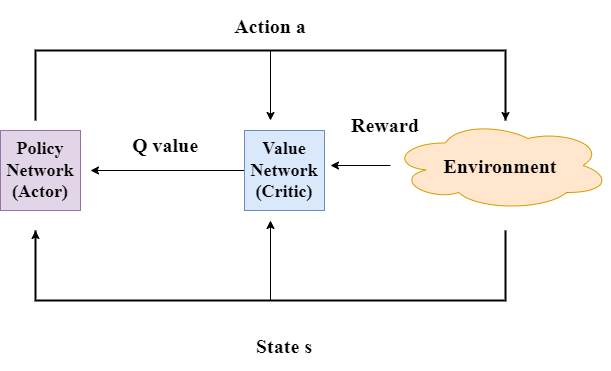 Action a
Policy
Network
(Actor)
Q value
Value
Network
(Critic)
Reward
Environment
State s